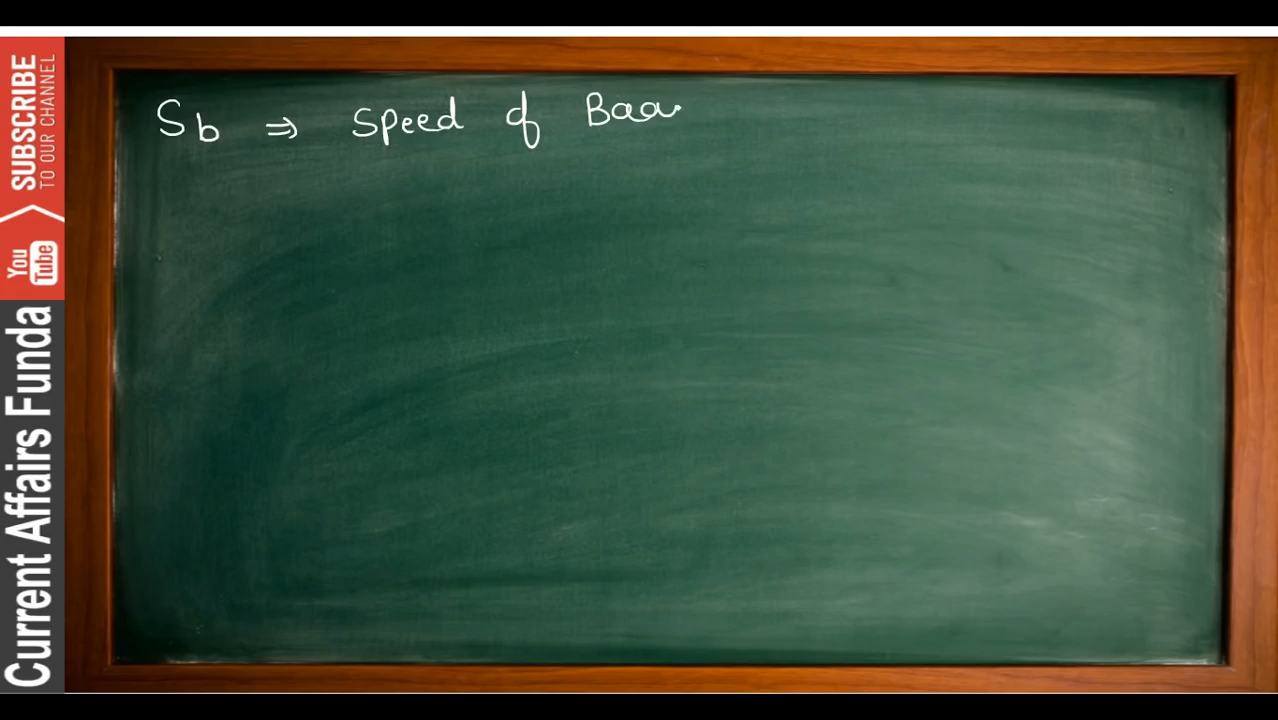 SUBSCRIBE
TO OUR CHANNEL
You Tube
Current Affairs Funda
Sb ⇒ Speed of Baa